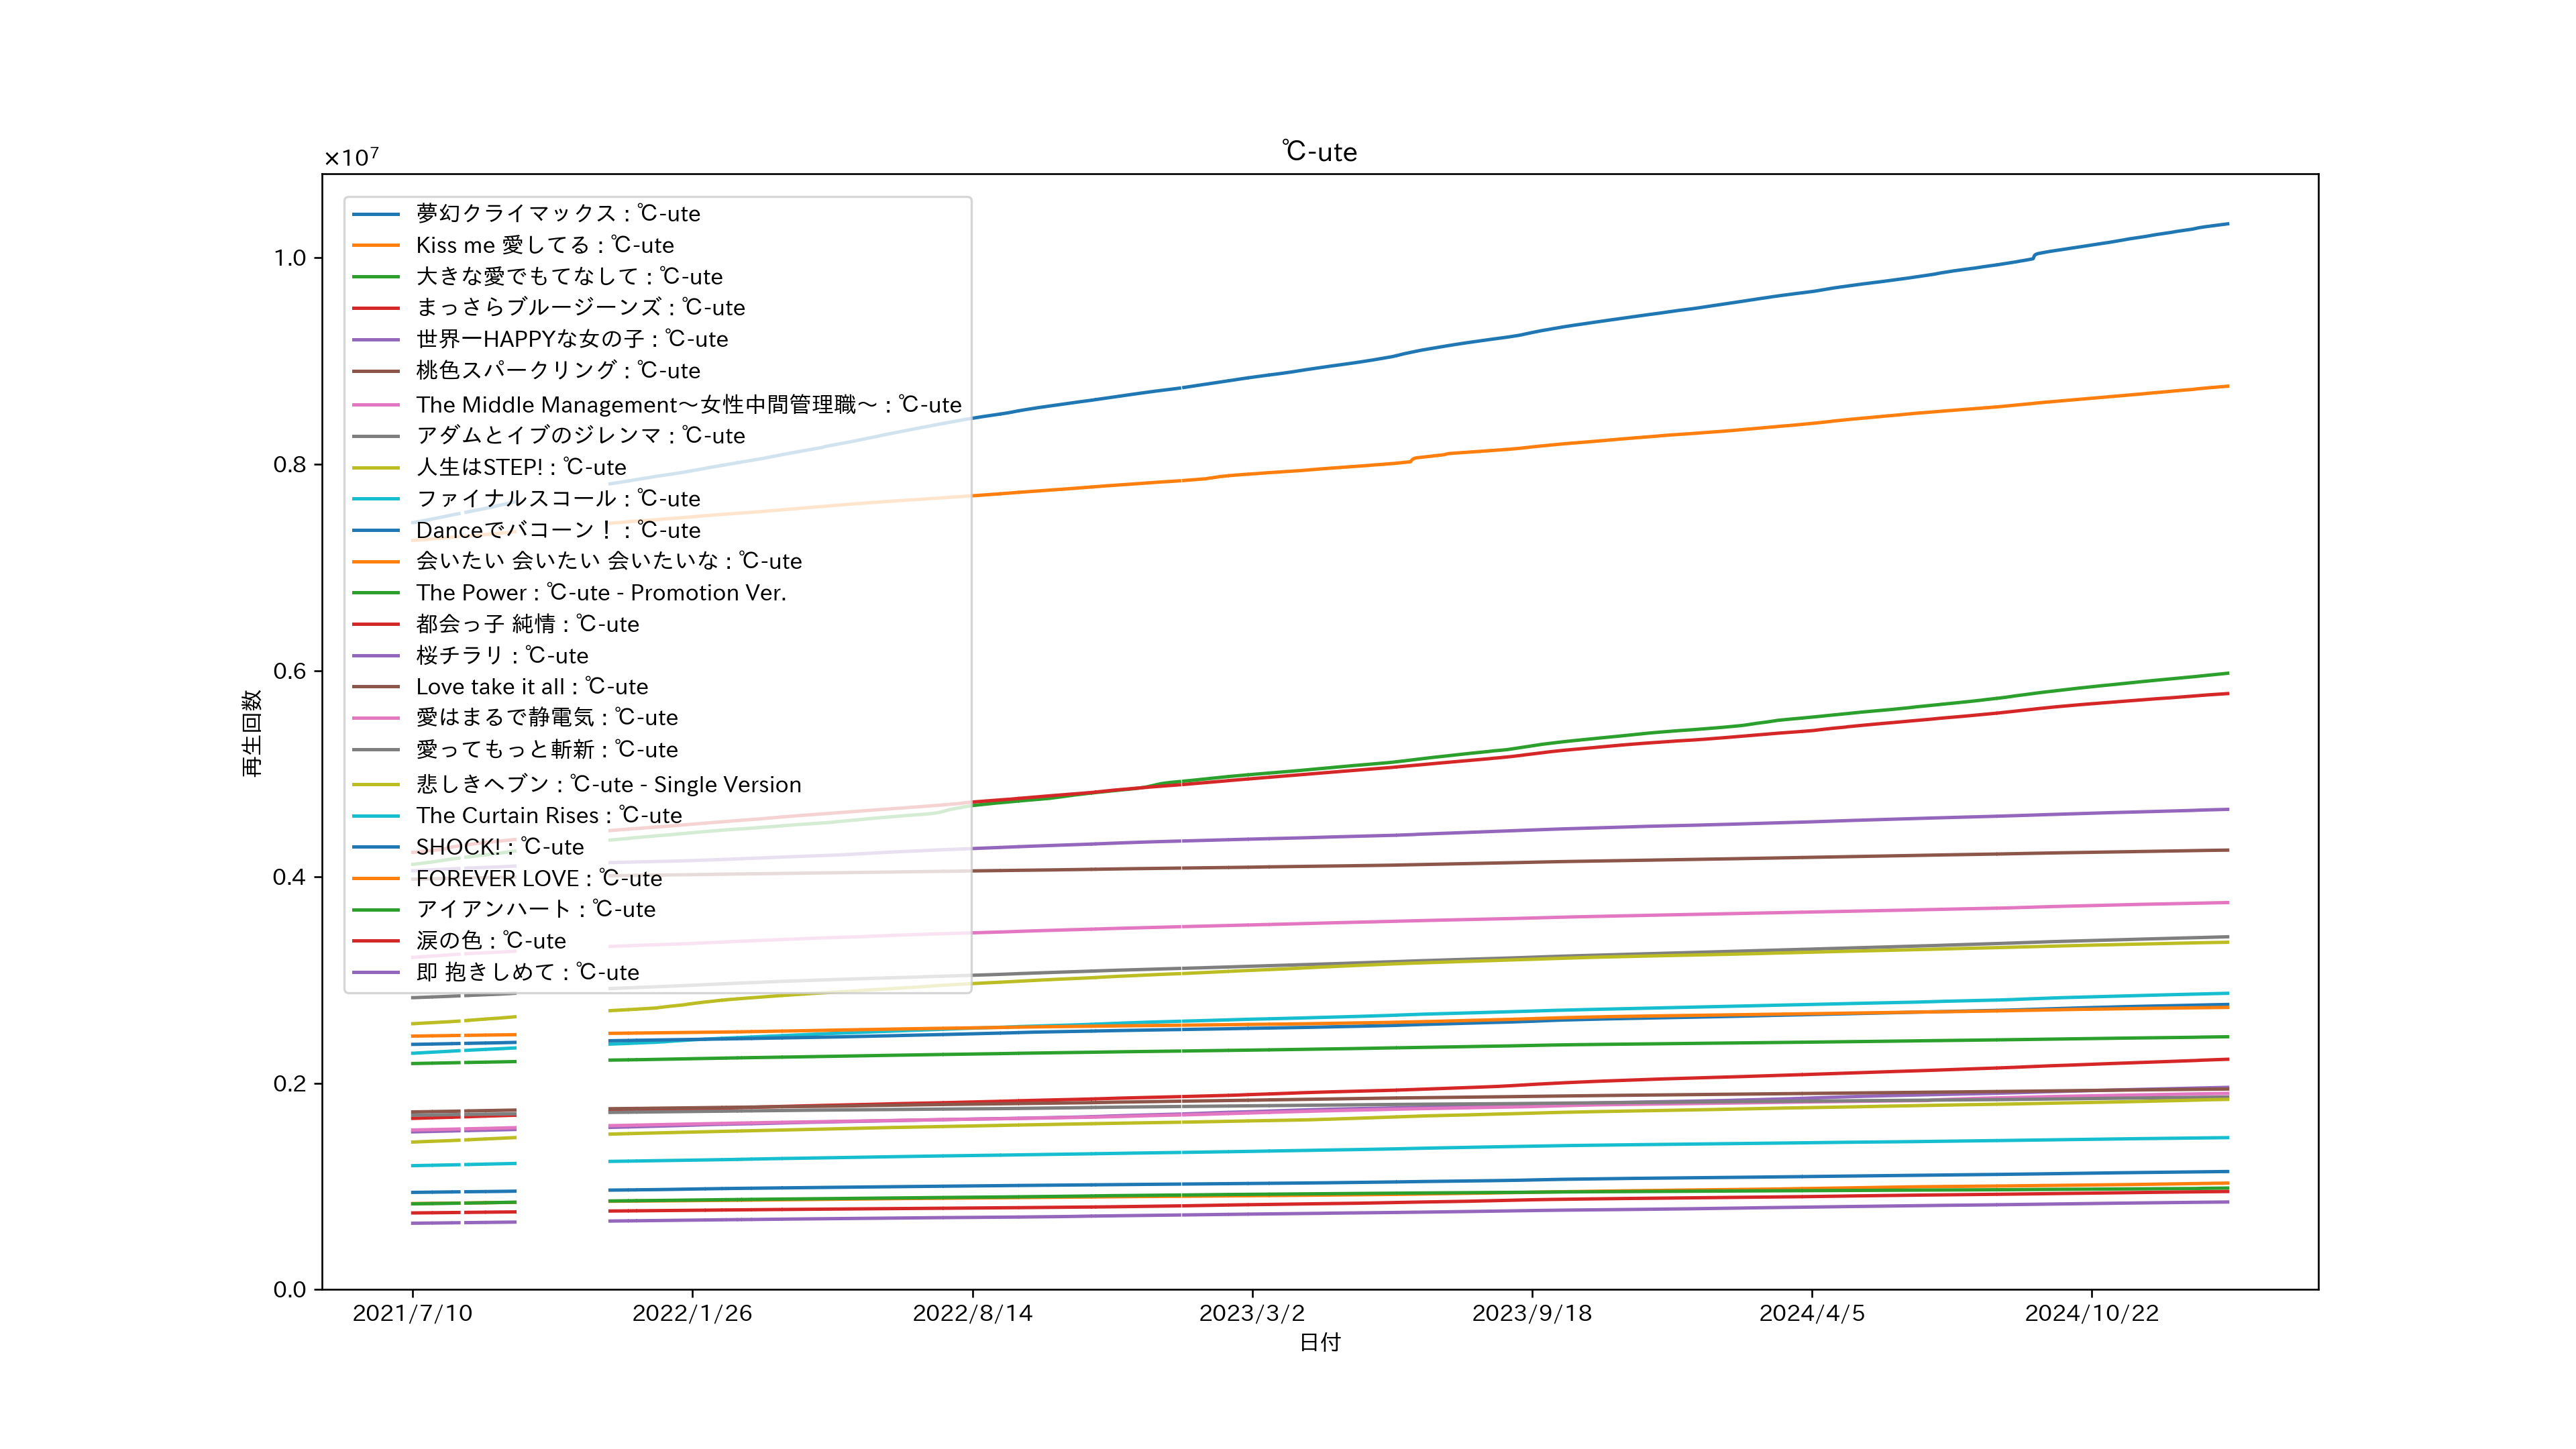 ℃-ute
×10⁷
1.0
0.8
0.6
0.4
0.2
0.0
再生回数
夢幻クライマックス : ℃-ute
Kiss me 愛してる : ℃-ute
大きな愛でもてなして : ℃-ute
まっさらブルージーンズ : ℃-ute
世界一HAPPYな女の子 : ℃-ute
桃色スパークリング : ℃-ute
The Middle Management～女性中間管理職～ : ℃-ute
アダムとイブのジレンマ : ℃-ute
人生はSTEP! : ℃-ute
ファイナルスコール : ℃-ute
Danceでバコーン！ : ℃-ute
会いたい 会いたい 会いたいな : ℃-ute
The Power : ℃-ute - Promotion Ver.
都会っ子 純情 : ℃-ute
桜チラリ : ℃-ute
Love take it all : ℃-ute
愛はまるで静電気 : ℃-ute
愛ってもっと斬新 : ℃-ute
悲しきヘブン : ℃-ute - Single Version
The Curtain Rises : ℃-ute
SHOCK! : ℃-ute
FOREVER LOVE : ℃-ute
アイアンハート : ℃-ute
涙の色 : ℃-ute
即 抱きしめて : ℃-ute
2021/7/10 2022/1/26 2022/8/14 2023/3/2 2023/9/18 2024/4/5 2024/10/22
日付